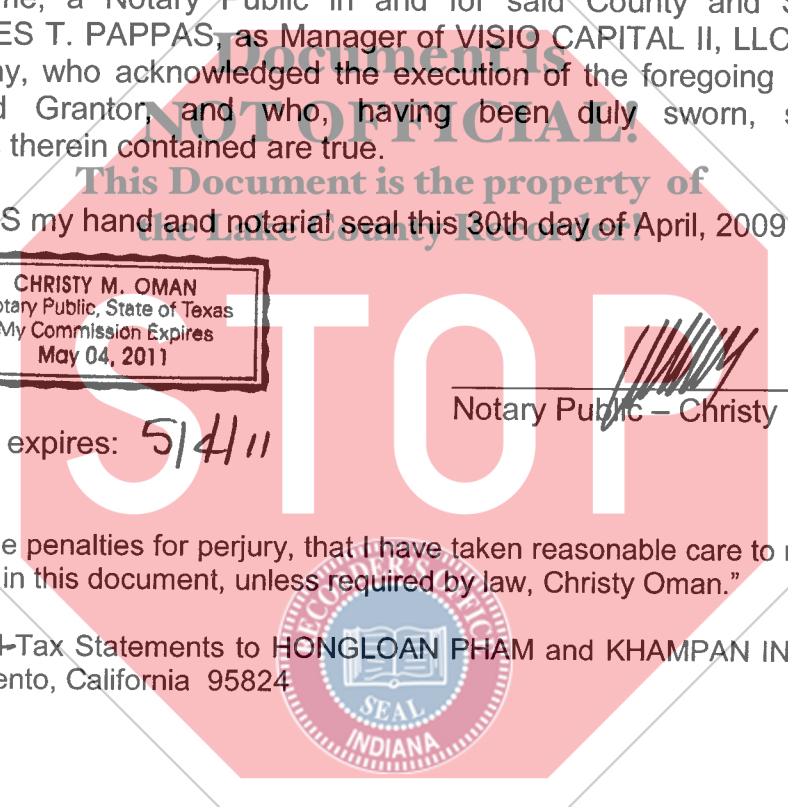 me, a Notary Public in and for said County and S
ES T. PAPPAS, as Manager of VISIO CAPITAL II, LLC
ny, who acknowledged the execution of the foregoing
d Grantor, and who, having been duly sworn, s
therein contained are true.
Document is
NOT OFFICIAL!
This Document is the property of
the Lake County Recorder!
S my hand and notarial seal this 30th day of April, 2009
CHRISTY M. OMAN
otary Public, State of Texas
My Commission Expires
May 04, 2011
STOP
Notary Public – Christy
expires: 5/4/11
e penalties for perjury, that I have taken reasonable care to r
in this document, unless required by law, Christy Oman."
l-Tax Statements to HONGLOAN PHAM and KHAMPAN IN
ento, California 95824
RECORDER'S OFFICE
SEAL
INDIANA